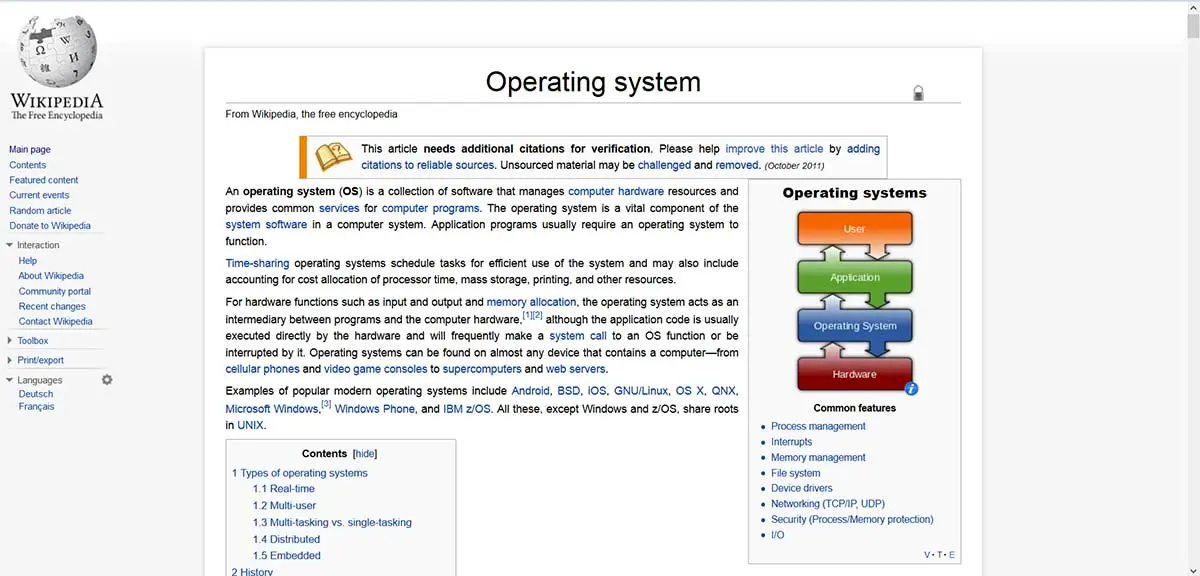 WIKIPEDIA
The Free Encyclopedia
Main page
Contents
Featured content
Current events
Random article
Donate to Wikipedia
Interaction
Help
About Wikipedia
Community portal
Recent changes
Contact Wikipedia
Toolbox
Print/export
Languages
Deutsch
Français
Operating system
From Wikipedia, the free encyclopedia
This article needs additional citations for verification. Please help improve this article by adding
citations to reliable sources. Unsourced material may be challenged and removed. (October 2011)
An operating system (OS) is a collection of software that manages computer hardware resources and
provides common services for computer programs. The operating system is a vital component of the
system software in a computer system. Application programs usually require an operating system to
function.
Time-sharing operating systems schedule tasks for efficient use of the system and may also include
accounting for cost allocation of processor time, mass storage, printing, and other resources.
For hardware functions such as input and output and memory allocation, the operating system acts as an
intermediary between programs and the computer hardware,[1][2] although the application code is usually
executed directly by the hardware and will frequently make a system call to an OS function or be
interrupted by it. Operating systems can be found on almost any device that contains a computer—from
cellular phones and video game consoles to supercomputers and web servers.
Examples of popular modern operating systems include Android, BSD, iOS, GNU/Linux, OS X, QNX,
Microsoft Windows,[3] Windows Phone, and IBM z/OS. All these, except Windows and z/OS, share roots
in UNIX.
Contents [hide]
1 Types of operating systems
1.1 Real-time
1.2 Multi-user
1.3 Multi-tasking vs. single-tasking
1.4 Distributed
1.5 Embedded
2 History
Operating systems
User
Application
Operating System
Hardware
Common features
Process management
Interrupts
Memory management
File system
Device drivers
Networking (TCP/IP, UDP)
Security (Process/Memory protection)
I/O
V · T · E